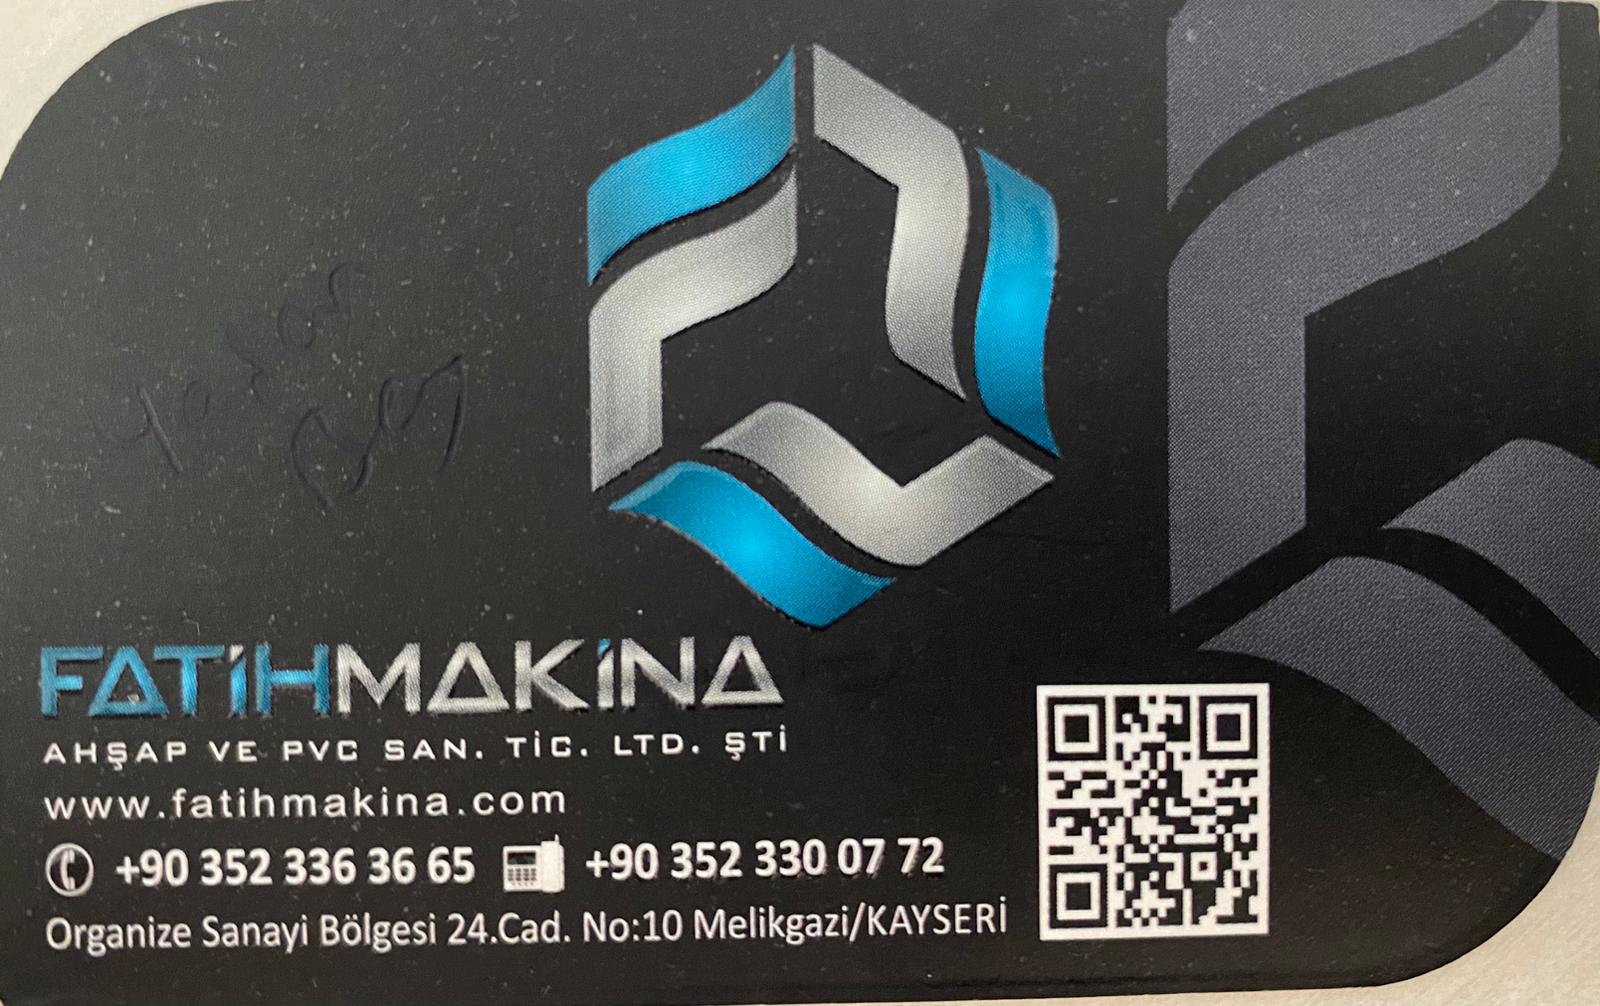 FATİHMAKİNA
AHŞAP VE PVC SAN. TİC. LTD. ŞTİ
www.fatihmakina.com
+90 352 336 36 65 +90 352 330 07 72
Organize Sanayi Bölgesi 24.Cad. No:10 Melikgazi/KAYSERİ